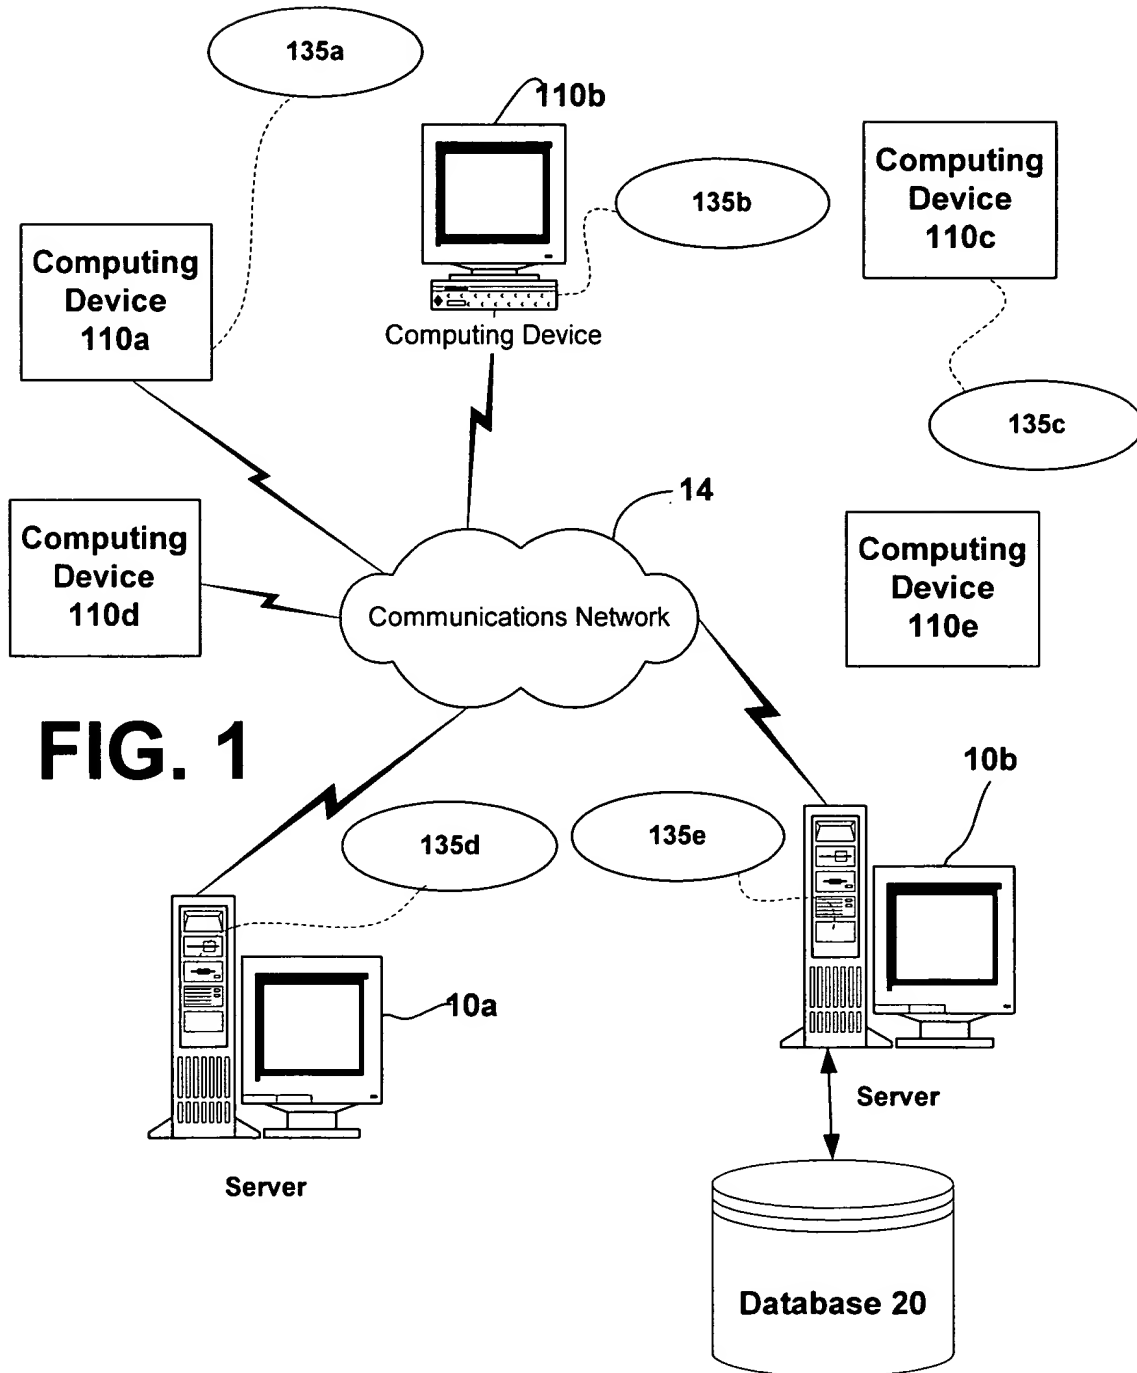 135a
110b
Computing
Device
110c
135b
Computing
Device
110a
Computing Device
135c
14
Computing
Device
110d
Computing
Device
110e
Communications Network
FIG. 1
10b
135d
135e
10a
Server
Server
Database 20